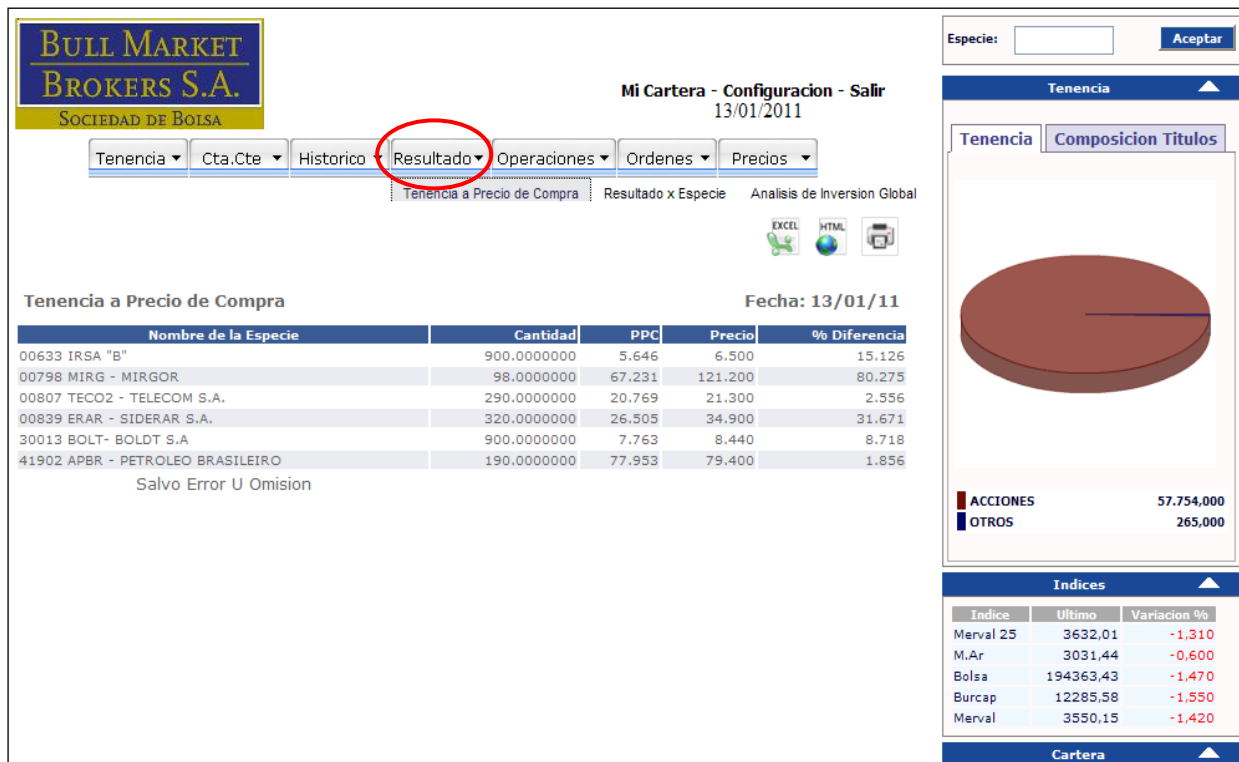 BULL MARKET
BROKERS S.A.
SOCIEDAD DE BOLSA
Mi Cartera - Configuracion - Salir
13/01/2011
Tenencia Cta.Cte Historico Resultado Operaciones Ordenes Precios
Tenencia a Precio de Compra Resultado x Especie Analisis de Inversion Global
EXCEL HTML
Tenencia a Precio de Compra Fecha: 13/01/11
Nombre de la Especie Cantidad PPC Precio % Diferencia
00633 IRSA "B" 900.0000000 5.646 6.500 15.126
00798 MIRG - MIRGOR 98.0000000 67.231 121.200 80.275
00807 TECO2 - TELECOM S.A. 290.0000000 20.769 21.300 2.556
00839 ERAR - SIDERAR S.A. 320.0000000 26.505 34.900 31.671
30013 BOLT- BOLDT S.A 900.0000000 7.763 8.440 8.718
41902 APBR - PETROLEO BRASILEIRO 190.0000000 77.953 79.400 1.856
Salvo Error U Omision
Especie: Aceptar
Tenencia
Tenencia Composicion Titulos
ACCIONES 57.754,000
OTROS 265,000
Indices
Indice Ultimo Variacion %
Merval 25 3632,01 -1,310
M.Ar 3031,44 -0,600
Bolsa 194363,43 -1,470
Burcap 12285,58 -1,550
Merval 3550,15 -1,420
Cartera